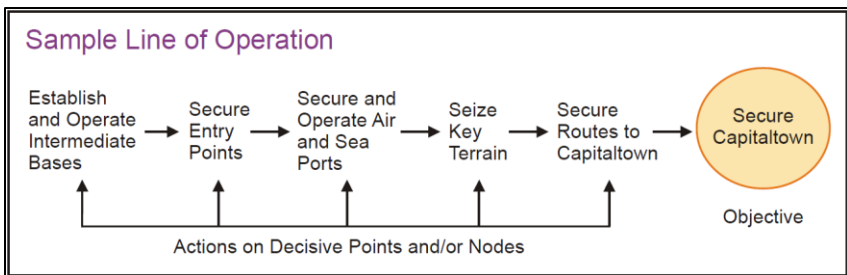 Sample Line of Operation
Establish
and Operate
Intermediate
Bases
Secure
Entry
Points
Secure and
Operate Air
and Sea
Ports
Seize
Key
Terrain
Secure
Routes to
Capitaltown
Secure
Capitaltown
Objective
Actions on Decisive Points and/or Nodes